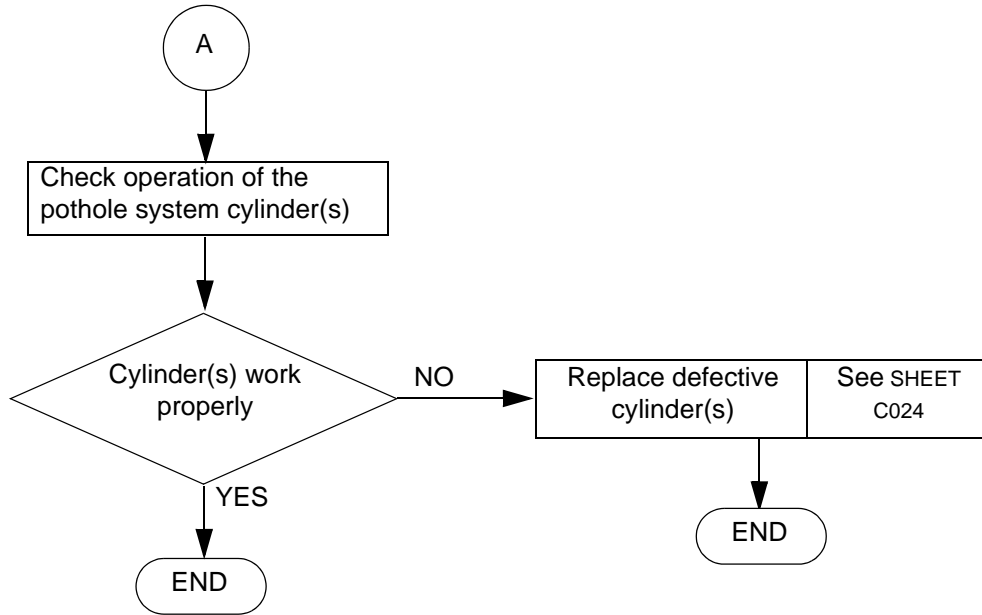 A
Check operation of the
pothole system cylinder(s)
Cylinder(s) work
properly
NO
Replace defective
cylinder(s)
See SHEET
C024
YES
END
END